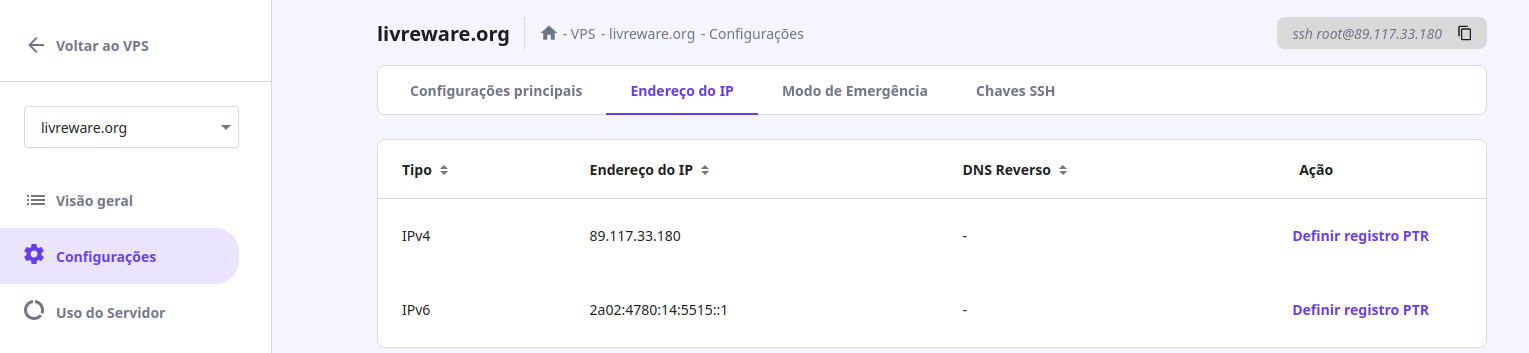 Voltar ao VPS
livreware.org
Visão geral
Configurações
Uso do Servidor
livreware.org - VPS - livreware.org - Configurações
ssh root@89.117.33.180
Configurações principais Endereço do IP Modo de Emergência Chaves SSH
Tipo Endereço do IP DNS Reverso Ação
IPv4 89.117.33.180 - Definir registro PTR
IPv6 2a02:4780:14:5515::1 - Definir registro PTR